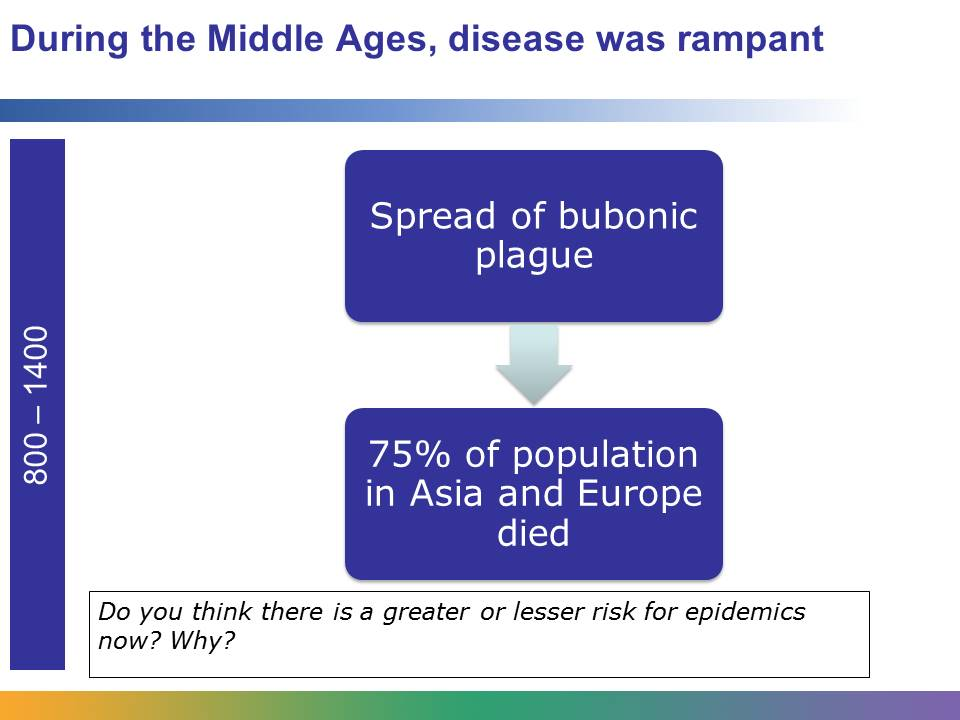 During the Middle Ages, disease was rampant
800 – 1400
Spread of bubonic
plague
75% of population
in Asia and Europe
died
Do you think there is a greater or lesser risk for epidemics
now? Why?